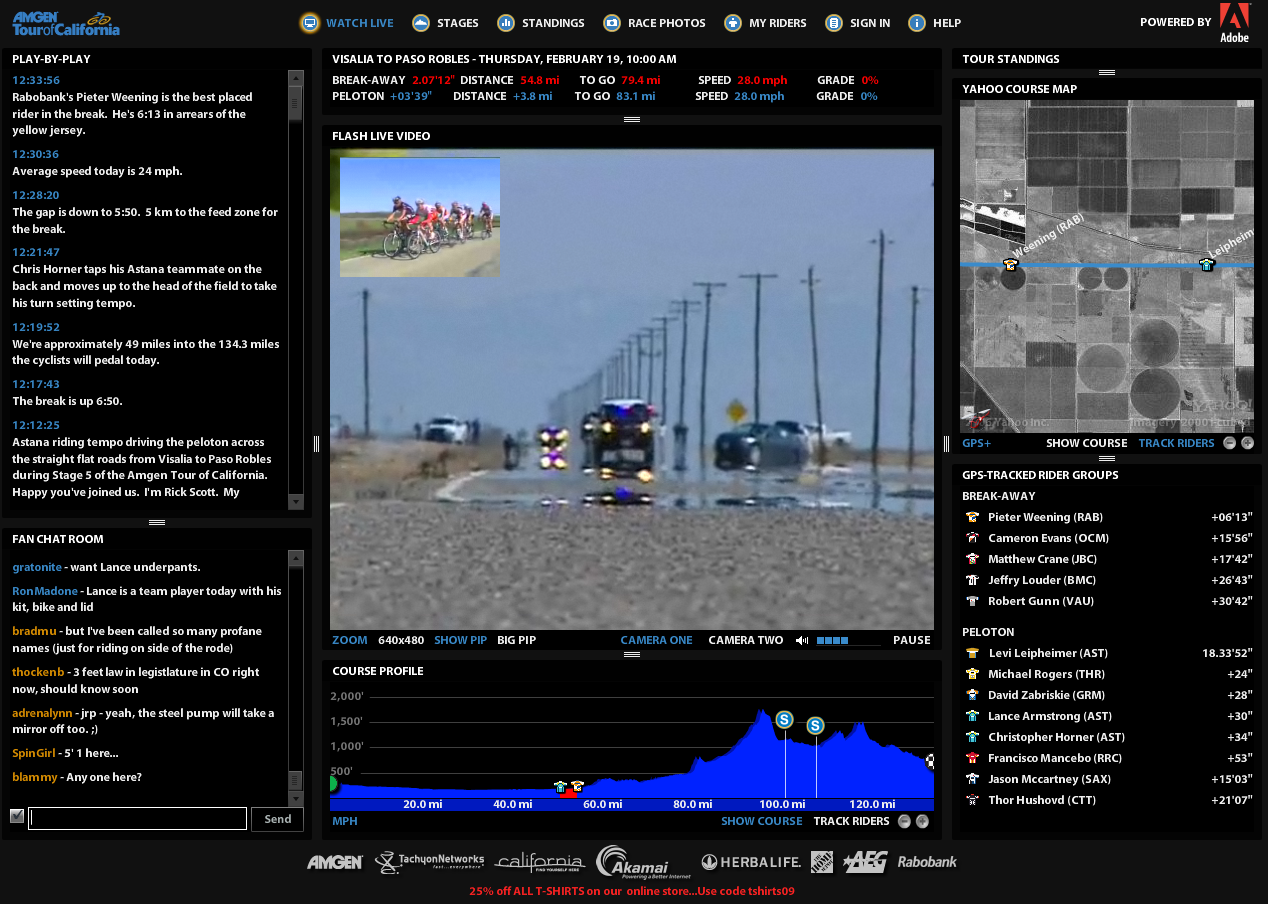 AMGEN
Tour of California
WATCH LIVE
STAGES
STANDINGS
RACE PHOTOS
MY RIDERS
SIGN IN
HELP
POWERED BY
Adobe
PLAY-BY-PLAY
12:33:56
Rabobank's Pieter Weening is the best placed
rider in the break. He's 6:13 in arrears of the
yellow jersey.
12:30:36
Average speed today is 24 mph.
12:28:20
The gap is down to 5:50. 5 km to the feed zone for
the break.
12:21:47
Chris Horner taps his Astana teammate on the
back and moves up to the head of the field to take
his turn setting tempo.
12:19:52
We're approximately 49 miles into the 134.3 miles
the cyclists will pedal today.
12:17:43
The break is up 6:50.
12:12:25
Astana riding tempo driving the peloton across
the straight flat roads from Visalia to Paso Robles
during Stage 5 of the Amgen Tour of California.
Happy you've joined us. I'm Rick Scott. My
FAN CHAT ROOM
gratonite - want Lance underpants.
RonMadone - Lance is a team player today with his
kit, bike and lid
bradmu - but I've been called so many profane
names (just for riding on side of the rode)
thockenb - 3 feet law in legistlature in CO right
now, should know soon
adrenalynn - jrp - yeah, the steel pump will take a
mirror off too. ;)
SpinGirl - 5' 1 here...
blammy - Any one here?
Send
VISALIA TO PASO ROBLES - THURSDAY, FEBRUARY 19, 10:00 AM
BREAK-AWAY 2.07'12" DISTANCE 54.8 mi TO GO 79.4 mi SPEED 28.0 mph GRADE 0%
PELOTON +03'39" DISTANCE +3.8 mi TO GO 83.1 mi SPEED 28.0 mph GRADE 0%
FLASH LIVE VIDEO
ZOOM 640x480 SHOW PIP BIG PIP CAMERA ONE CAMERA TWO PAUSE
COURSE PROFILE
2,000'
1,500'
1,000'
500'
S
S
20.0 mi 40.0 mi 60.0 mi 80.0 mi 100.0 mi 120.0 mi
MPH SHOW COURSE TRACK RIDERS
TOUR STANDINGS
YAHOO COURSE MAP
Weening (RAB)
Leipheim
YAHOO!
Yahoo Inc.
Imagery
GPS+ SHOW COURSE TRACK RIDERS
GPS-TRACKED RIDER GROUPS
BREAK-AWAY
Pieter Weening (RAB) +06'13"
Cameron Evans (OCM) +15'56"
Matthew Crane (JBC) +17'42"
Jeffry Louder (BMC) +26'43"
Robert Gunn (VAU) +30'42"
PELOTON
Levi Leipheimer (AST) 18.33'52"
Michael Rogers (THR) +24"
David Zabriskie (GRM) +28"
Lance Armstrong (AST) +30"
Christopher Horner (AST) +34"
Francisco Mancebo (RRC) +53"
Jason Mccartney (SAX) +15'03"
Thor Hushovd (CTT) +21'07"
AMGEN
TachyonNetworks
fast...everywhere
california
FIND YOURSELF HERE
Akamai
Powering a Better Internet
HERBALIFE.
AEG
Rabobank
25% off ALL T-SHIRTS on our online store...Use code tshirts09